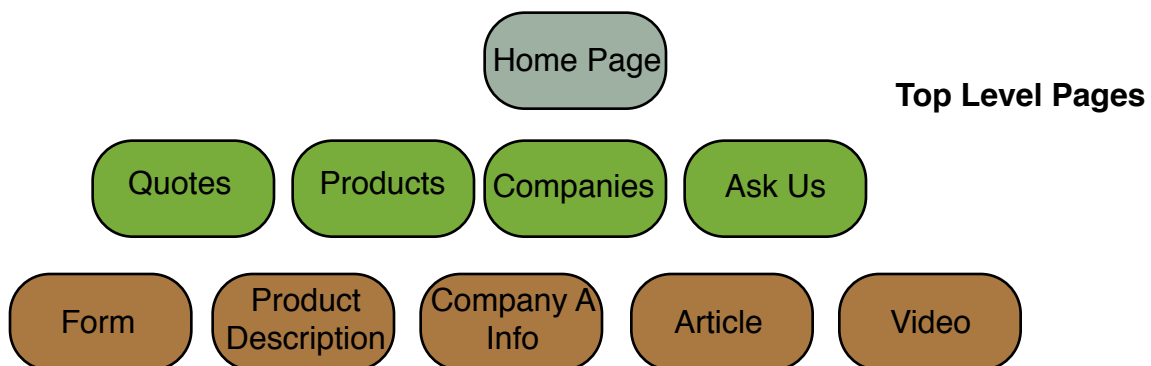 Home Page
Top Level Pages
Quotes
Products
Companies
Ask Us
Form
Product
Description
Company A
Info
Article
Video